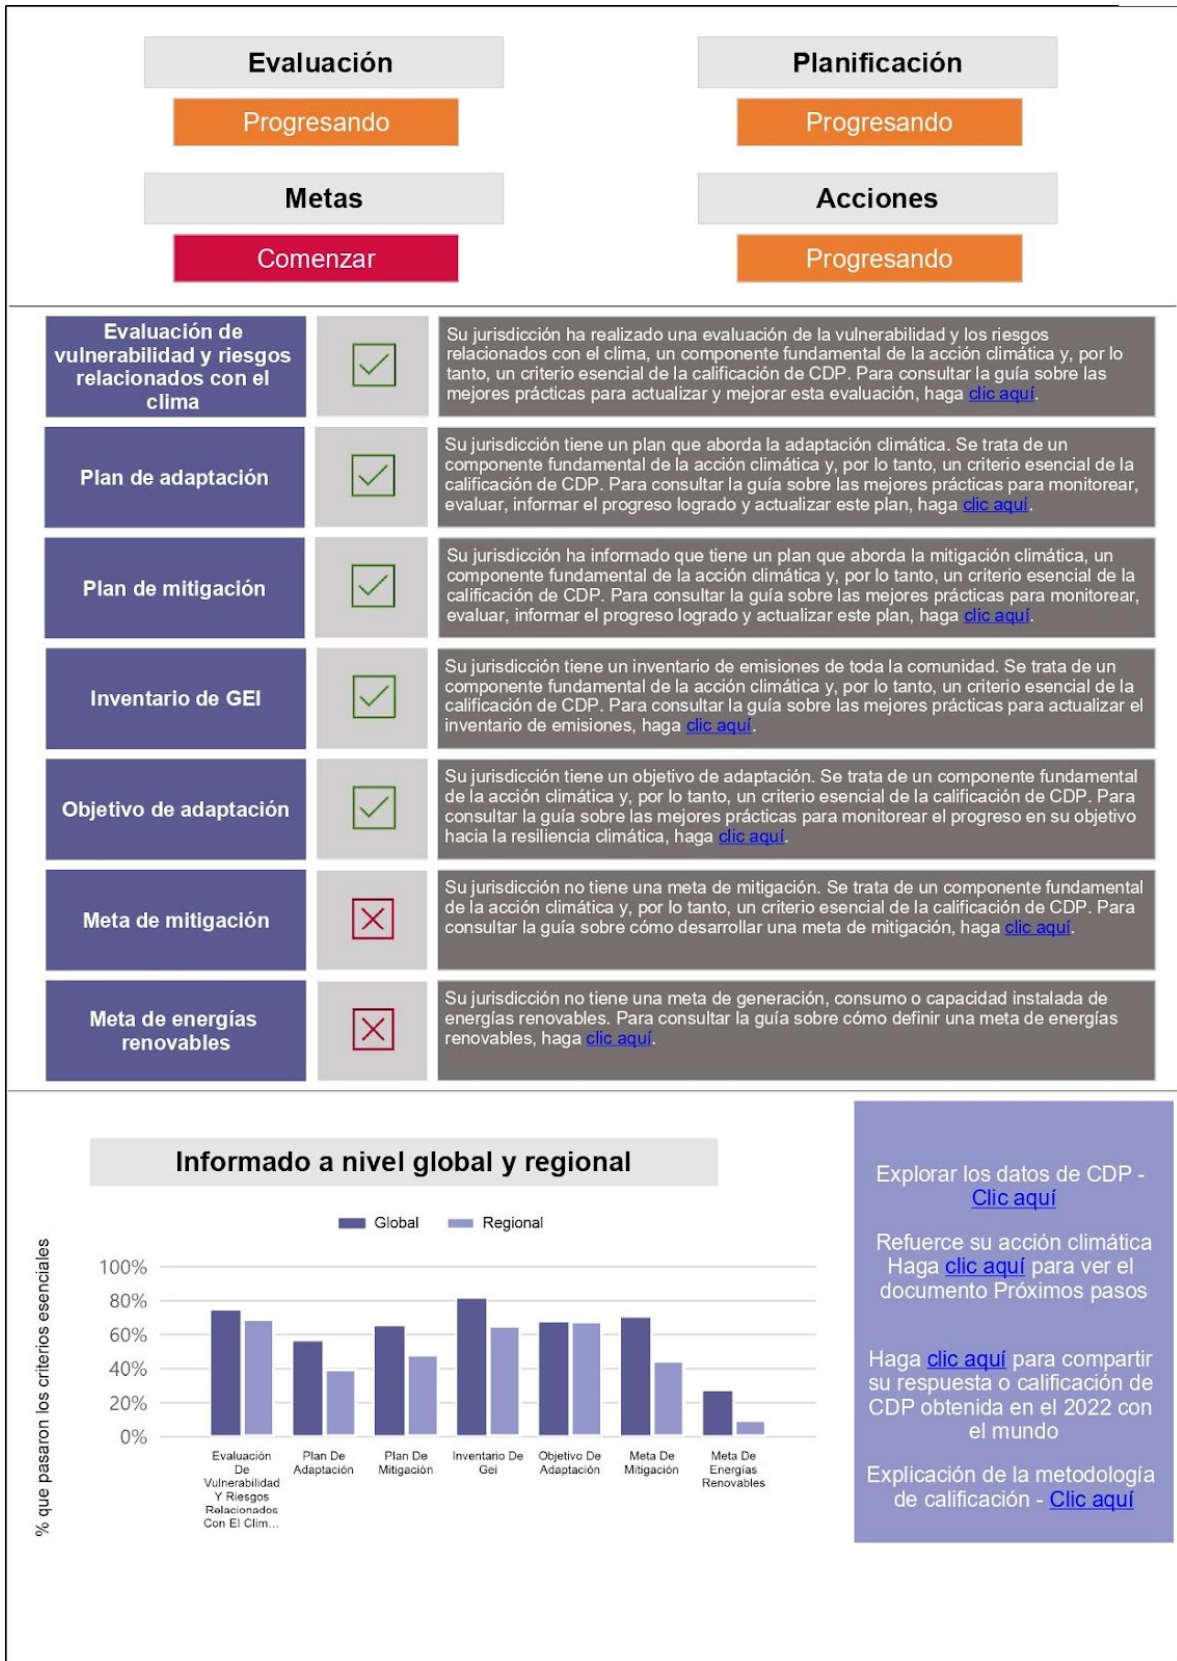 Evaluación
Planificación
Progresando
Progresando
Metas
Acciones
Comenzar
Progresando
Evaluación de
vulnerabilidad y riesgos
relacionados con el
clima
Su jurisdicción ha realizado una evaluación de la vulnerabilidad y los riesgos
relacionados con el clima, un componente fundamental de la acción climática y, por lo
tanto, un criterio esencial de la calificación de CDP. Para consultar la guía sobre las
mejores prácticas para actualizar y mejorar esta evaluación, haga clic aquí.
Plan de adaptación
Su jurisdicción tiene un plan que aborda la adaptación climática. Se trata de un
componente fundamental de la acción climática y, por lo tanto, un criterio esencial de la
calificación de CDP. Para consultar la guía sobre las mejores prácticas para monitorear,
evaluar, informar el progreso logrado y actualizar este plan, haga clic aquí.
Plan de mitigación
Su jurisdicción ha informado que tiene un plan que aborda la mitigación climática, un
componente fundamental de la acción climática y, por lo tanto, un criterio esencial de la
calificación de CDP. Para consultar la guía sobre las mejores prácticas para monitorear,
evaluar, informar el progreso logrado y actualizar este plan, haga clic aquí.
Inventario de GEI
Su jurisdicción tiene un inventario de emisiones de toda la comunidad. Se trata de un
componente fundamental de la acción climática y, por lo tanto, un criterio esencial de la
calificación de CDP. Para consultar la guía sobre las mejores prácticas para actualizar el
inventario de emisiones, haga clic aquí.
Objetivo de adaptación
Su jurisdicción tiene un objetivo de adaptación. Se trata de un componente fundamental
de la acción climática y, por lo tanto, un criterio esencial de la calificación de CDP. Para
consultar la guía sobre las mejores prácticas para monitorear el progreso en su objetivo
hacia la resiliencia climática, haga clic aquí.
Meta de mitigación
Su jurisdicción no tiene una meta de mitigación. Se trata de un componente fundamental
de la acción climática y, por lo tanto, un criterio esencial de la calificación de CDP. Para
consultar la guía sobre cómo desarrollar una meta de mitigación, haga clic aquí.
Meta de energías
renovables
Su jurisdicción no tiene una meta de generación, consumo o capacidad instalada de
energías renovables. Para consultar la guía sobre cómo definir una meta de energías
renovables, haga clic aquí.
Informado a nivel global y regional
Global
Regional
% que pasaron los criterios esenciales
100%
80%
60%
40%
20%
0%
Evaluación
De
Vulnerabilidad
Y Riesgos
Relacionados
Con El Clim...
Plan De
Adaptación
Plan De
Mitigación
Inventario De
Gei
Objetivo De
Adaptación
Meta De
Mitigación
Meta De
Energías
Renovables
Explorar los datos de CDP -
Clic aquí
Refuerce su acción climática
Haga clic aquí para ver el
documento Próximos pasos
Haga clic aquí para compartir
su respuesta o calificación de
CDP obtenida en el 2022 con
el mundo
Explicación de la metodología
de calificación - Clic aquí